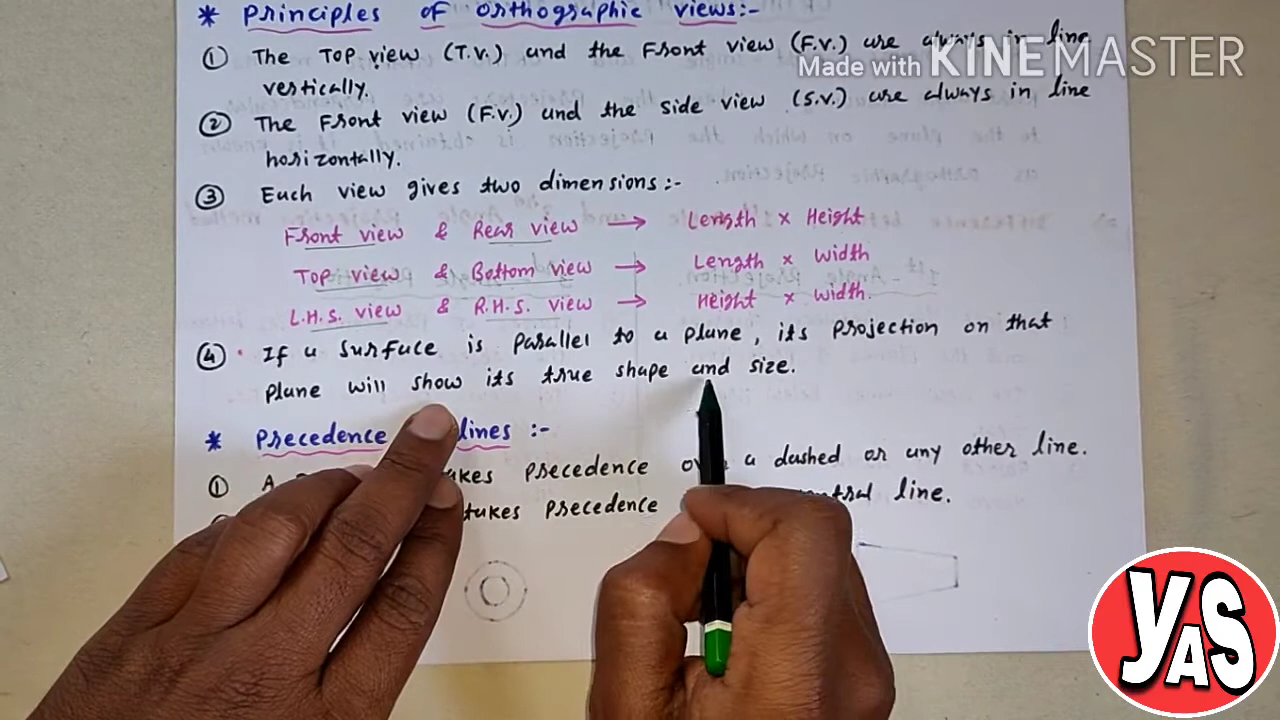 * Principles of orthographic views:-
① The Top view (T.V.) and the Front view (F.V.) are always in line
vertically.
② The Front view (F.V.) and the side view (S.V.) are always in line
horizontally.
③ Each view gives two dimensions:-
Front view & Rear view → Length × Height
Top view & Bottom view → Length × width
L.H.S. view & R.H.S. view → Height × width.
④ If a surface is parallel to a plane, its projection on that
plane will show its true shape and size.
* Precedence lines :-
① A takes precedence a dashed or any other line.
takes precedence central line.
Made with KINEMASTER
YAS